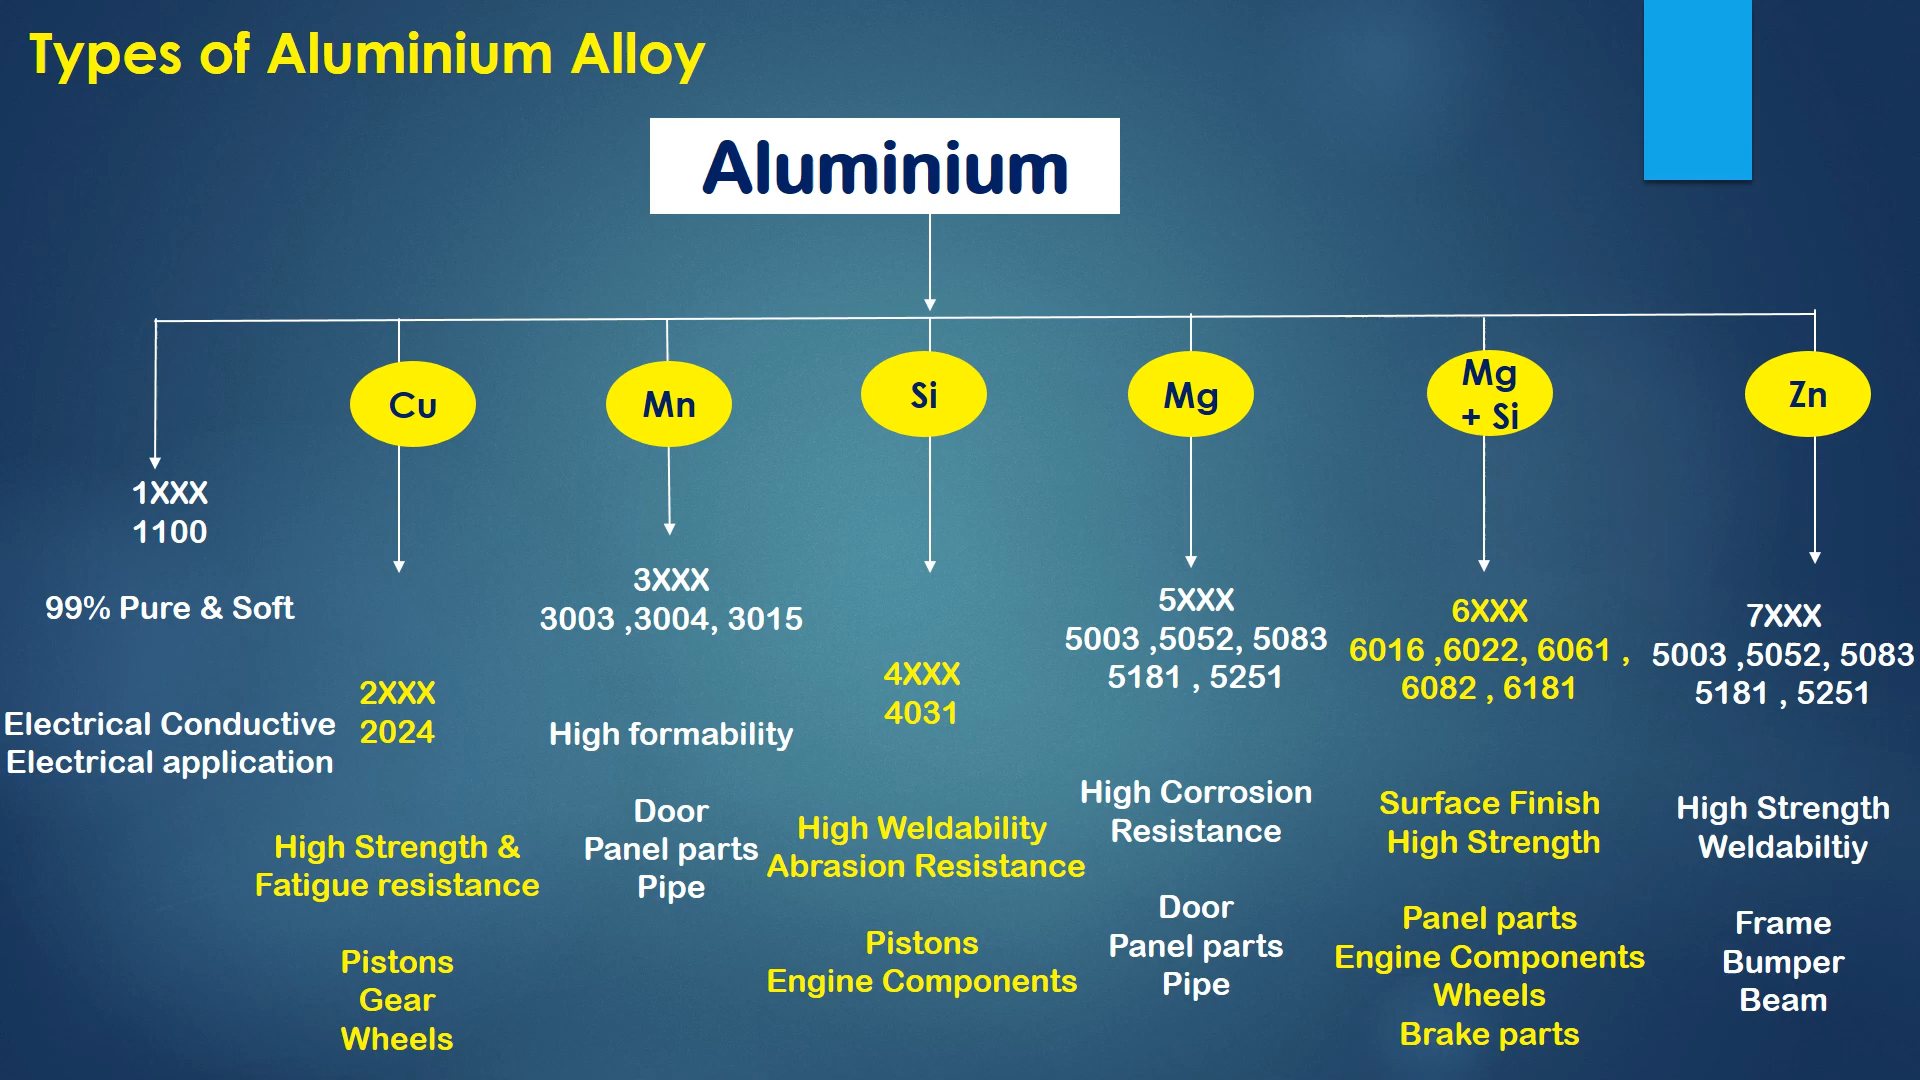 Types of Aluminium Alloy
Aluminium
Cu
Mn
Si
Mg
Mg
+ Si
Zn
1XXX
1100
99% Pure & Soft
Electrical Conductive
Electrical application
2XXX
2024
High Strength &
Fatigue resistance
Pistons
Gear
Wheels
3XXX
3003 ,3004, 3015
High formability
Door
Panel parts
Pipe
4XXX
4031
High Weldability
Abrasion Resistance
Pistons
Engine Components
5XXX
5003 ,5052, 5083
5181 , 5251
High Corrosion
Resistance
Door
Panel parts
Pipe
6XXX
6016 ,6022, 6061 ,
6082 , 6181
Surface Finish
High Strength
Panel parts
Engine Components
Wheels
Brake parts
7XXX
5003 ,5052, 5083
5181 , 5251
High Strength
Weldabiltiy
Frame
Bumper
Beam